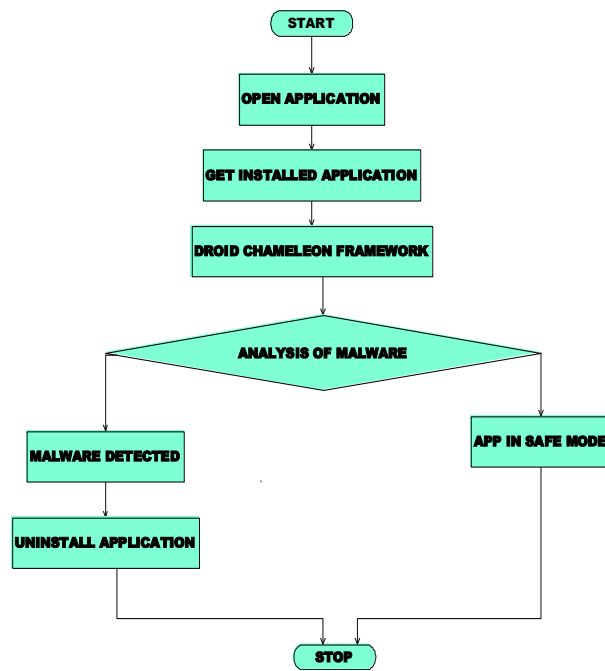 START
OPEN APPLICATION
GET INSTALLED APPLICATION
DROID CHAMELEON FRAMEWORK
ANALYSIS OF MALWARE
MALWARE DETECTED
APP IN SAFE MODE
UNINSTALL APPLICATION
STOP